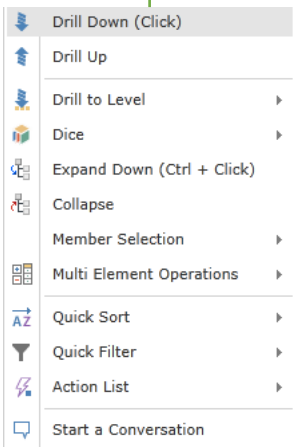 Drill Down (Click)
Drill Up
Drill to Level
Dice
Expand Down (Ctrl + Click)
Collapse
Member Selection
Multi Element Operations
AZ Quick Sort
Quick Filter
Action List
Start a Conversation